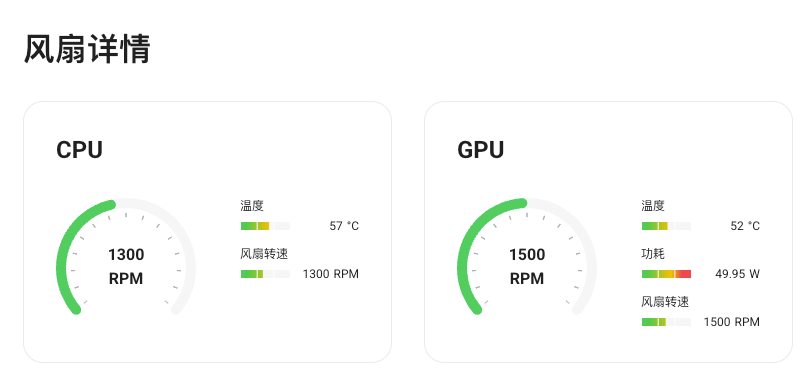 风扇详情
CPU
1300
RPM
温度
57 °C
风扇转速
1300 RPM
GPU
1500
RPM
温度
52 °C
功耗
49.95 W
风扇转速
1500 RPM